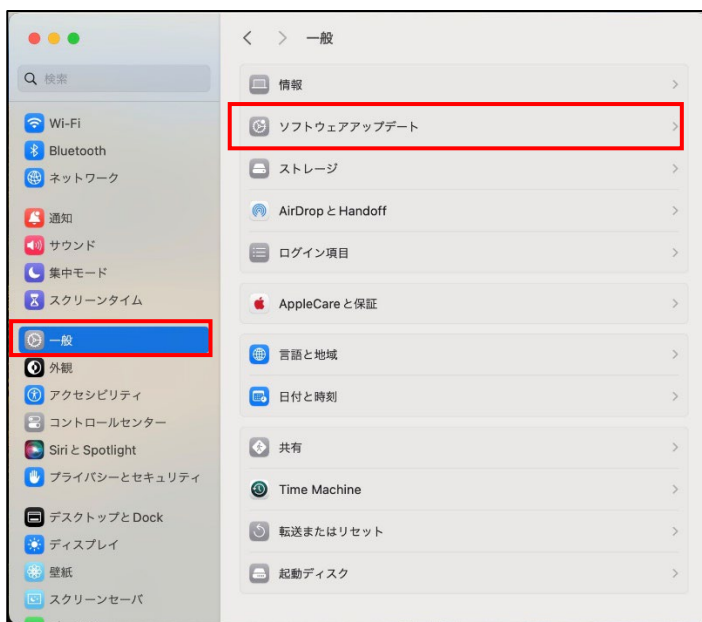 一般
検索
Wi-Fi
Bluetooth
ネットワーク
通知
サウンド
集中モード
スクリーンタイム
一般
外観
アクセシビリティ
コントロールセンター
Siri と Spotlight
プライバシーとセキュリティ
デスクトップと Dock
ディスプレイ
壁紙
スクリーンセーバ
情報
ソフトウェアアップデート
ストレージ
AirDrop と Handoff
ログイン項目
AppleCare と保証
言語と地域
日付と時刻
共有
Time Machine
転送またはリセット
起動ディスク